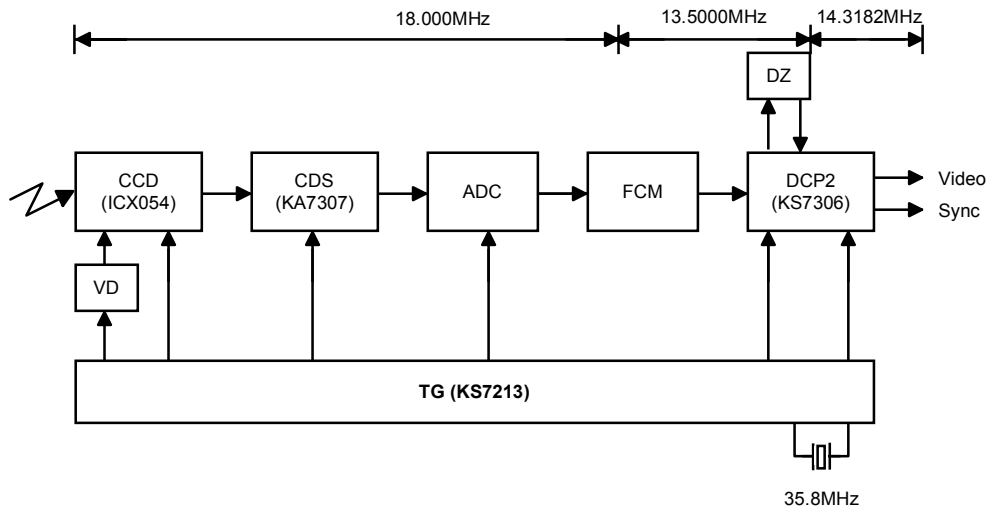 18.000MHz
13.5000MHz
14.3182MHz
DZ
CCD
(ICX054)
CDS
(KA7307)
ADC
FCM
DCP2
(KS7306)
Video
Sync
VD
TG (KS7213)
35.8MHz